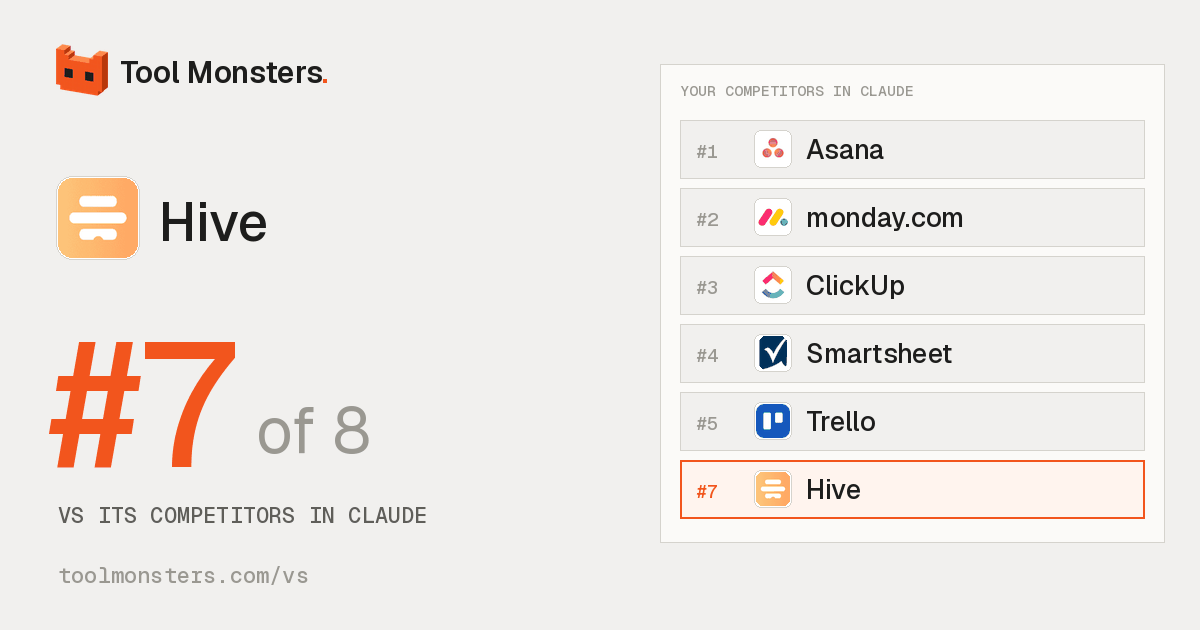 Tool Monsters.
Hive
#7 of 8
VS ITS COMPETITORS IN CLAUDE
toolmonsters.com/vs
YOUR COMPETITORS IN CLAUDE
#1 Asana
#2 monday.com
#3 ClickUp
#4 Smartsheet
#5 Trello
#7 Hive